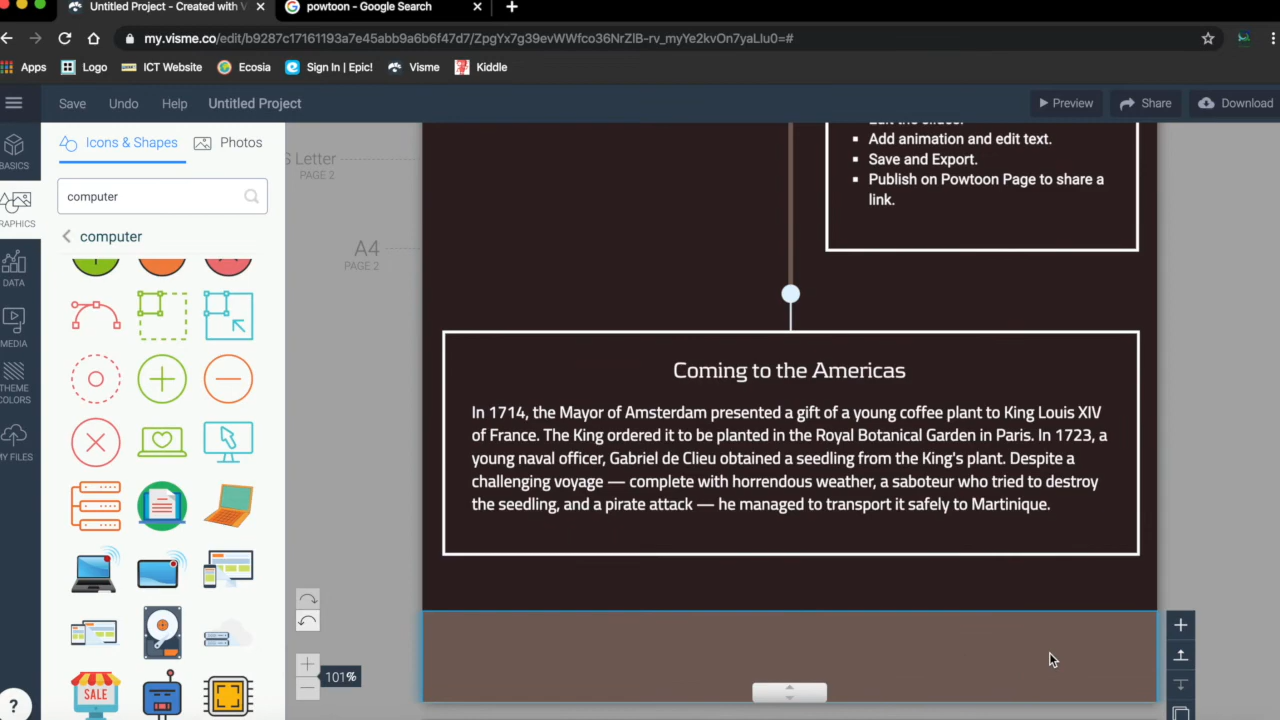 Untitled Project - Created with V
powtoon - Google Search
my.visme.co/edit/b9287c17161193a7e45abb9a6b6f47d7/ZpgYx7g39evWWfco36NrZlB-rv_myYe2kvOn7yaLlu0=#
Apps Logo ICT Website Ecosia Sign In | Epic! Visme Kiddle
Save Undo Help Untitled Project Preview Share Download
Icons & Shapes Photos
BASICS
computer
RAPHICS
computer
DATA
MEDIA
THEME
COLORS
MY FILES
SALE
?
S Letter
PAGE 2
A4
PAGE 2
Edit the slides.
Add animation and edit text.
Save and Export.
Publish on Powtoon Page to share a
link.
Coming to the Americas
In 1714, the Mayor of Amsterdam presented a gift of a young coffee plant to King Louis XIV
of France. The King ordered it to be planted in the Royal Botanical Garden in Paris. In 1723, a
young naval officer, Gabriel de Clieu obtained a seedling from the King's plant. Despite a
challenging voyage — complete with horrendous weather, a saboteur who tried to destroy
the seedling, and a pirate attack — he managed to transport it safely to Martinique.
101%